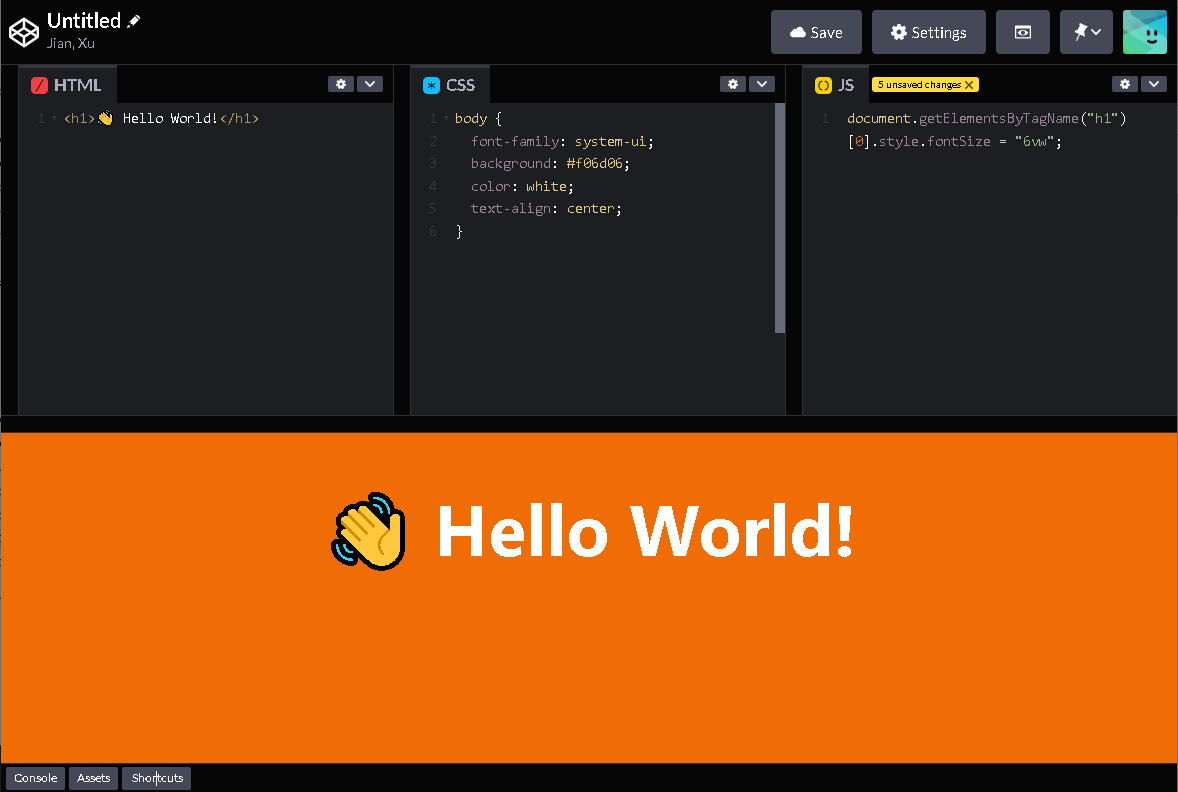 Untitled
Jian, Xu
Save
Settings
HTML
1 <h1>👋 Hello World!</h1>
CSS
1 body {
2 font-family: system-ui;
3 background: #f06d06;
4 color: white;
5 text-align: center;
6 }
JS
5 unsaved changes X
1 document.getElementsByTagName("h1")
[0].style.fontSize = "6vw";
👋 Hello World!
Console
Assets
Shortcuts